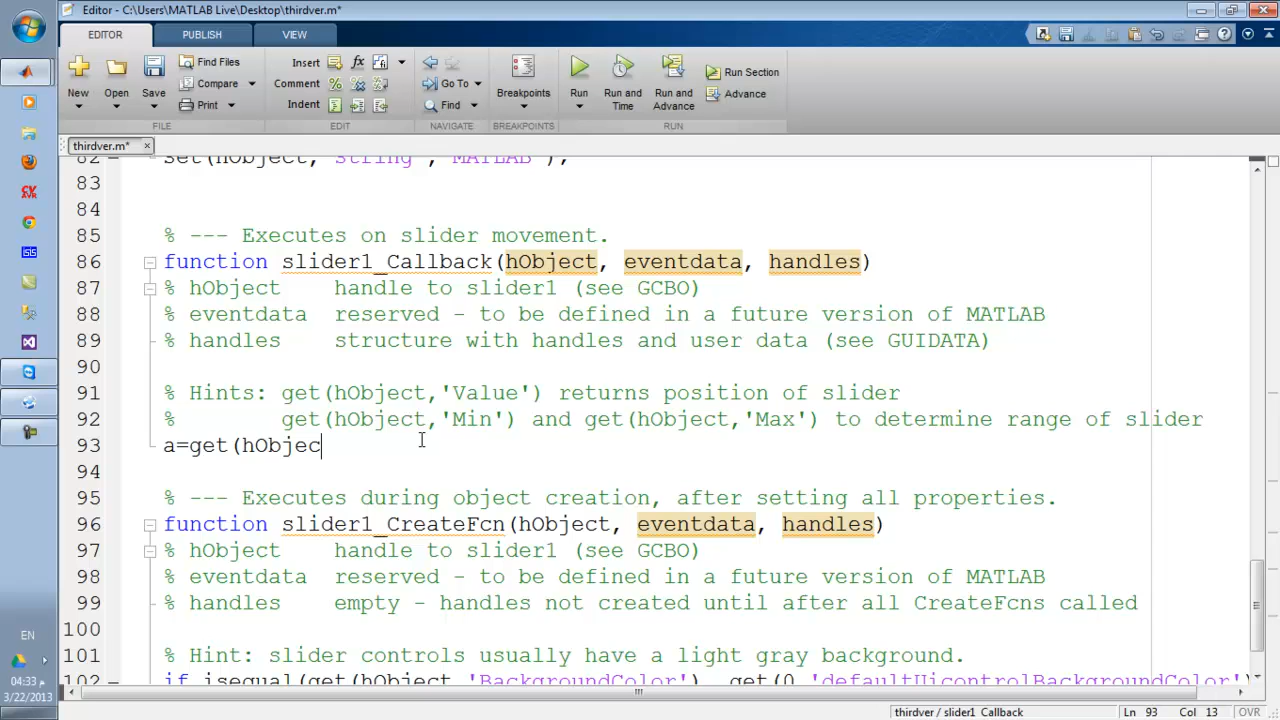 Editor - C:\Users\MATLAB Live\Desktop\thirdver.m*
EDITOR PUBLISH VIEW
New Open Save
Find Files
Compare
Print
Insert
Comment
Indent
Go To
Find
Breakpoints Run Run and Time Run and Advance
Run Section
Advance
FILE EDIT NAVIGATE BREAKPOINTS RUN
thirdver.m* ×
82 set(hObject,'string','MATLAB');
83
84
85 % --- Executes on slider movement.
86 function slider1_Callback(hObject, eventdata, handles)
87 % hObject    handle to slider1 (see GCBO)
88 % eventdata  reserved - to be defined in a future version of MATLAB
89 % handles    structure with handles and user data (see GUIDATA)
90
91 % Hints: get(hObject,'Value') returns position of slider
92 %        get(hObject,'Min') and get(hObject,'Max') to determine range of slider
93 a=get(hObjec
94
95 % --- Executes during object creation, after setting all properties.
96 function slider1_CreateFcn(hObject, eventdata, handles)
97 % hObject    handle to slider1 (see GCBO)
98 % eventdata  reserved - to be defined in a future version of MATLAB
99 % handles    empty - handles not created until after all CreateFcns called
100
101 % Hint: slider controls usually have a light gray background.
102 if isequal(get(hObject,'BackgroundColor'), get(0,'defaultUicontrolBackgroundColor'))
thirdver / slider1_Callback Ln 93 Col 13 OVR
CV
AVR
ISIS
EN
04:33 م
3/22/2013